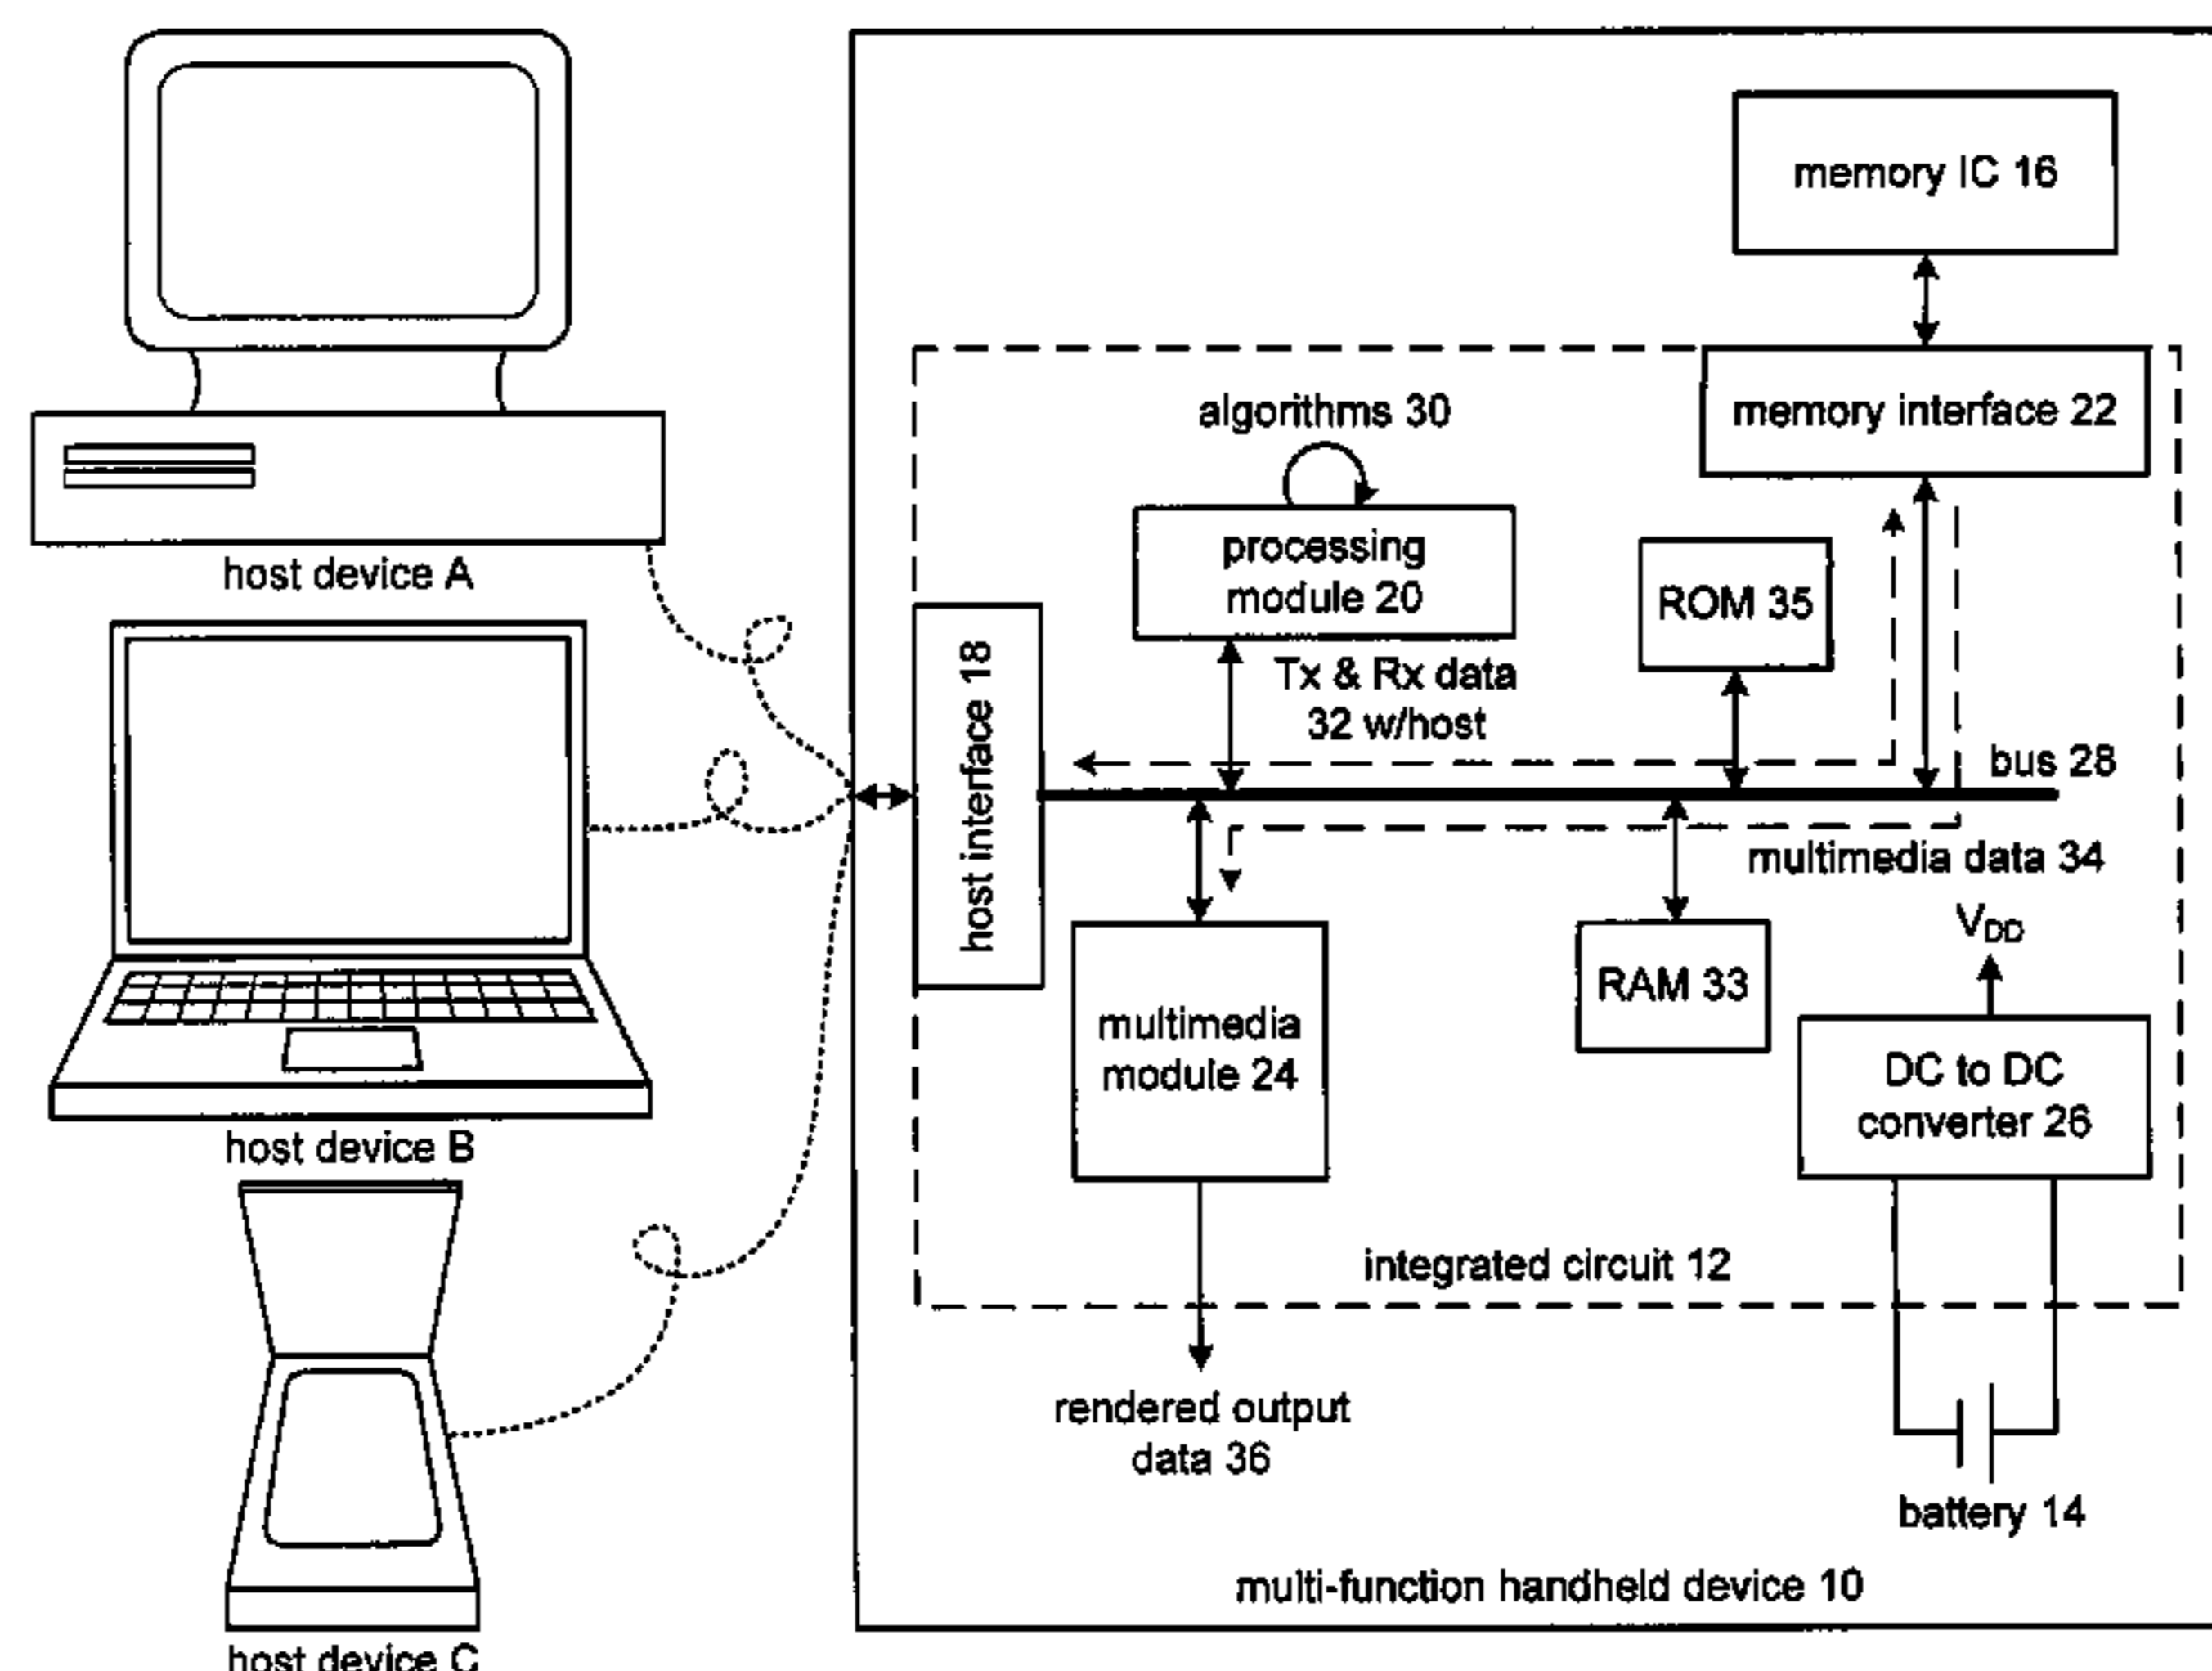 host device A
host device B
host device C
memory IC 16
memory interface 22
algorithms 30
processing
module 20
ROM 35
Tx & Rx data
32 w/host
host interface 18
bus 28
multimedia data 34
VDD
multimedia
module 24
RAM 33
DC to DC
converter 26
integrated circuit 12
rendered output
data 36
battery 14
multi-function handheld device 10